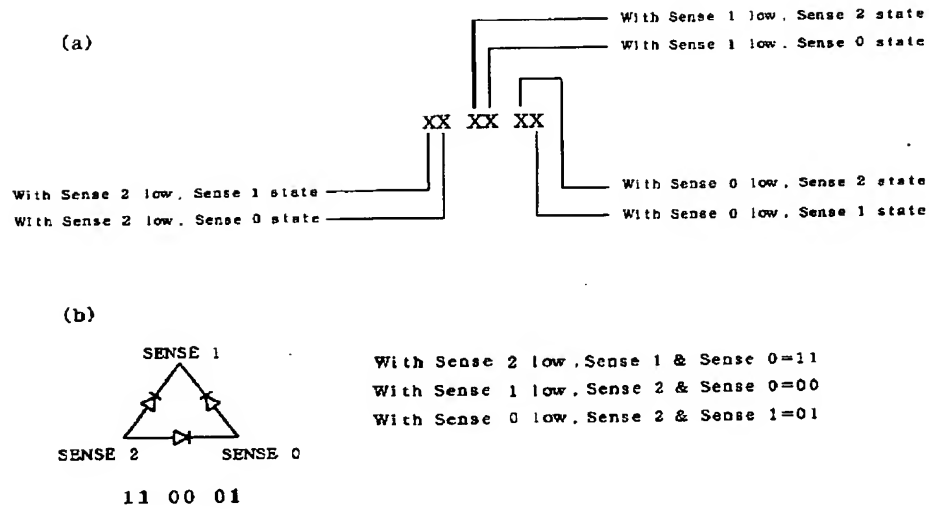 With Sense 1 low, Sense 2 state
(a)
With Sense 1 low, Sense 0 state
XX XX XX
With Sense 2 low, Sense 1 state
With Sense 0 low, Sense 2 state
With Sense 2 low, Sense 0 state
With Sense 0 low, Sense 1 state
(b)
SENSE 1
With Sense 2 low, Sense 1 & Sense 0=11
With Sense 1 low, Sense 2 & Sense 0=00
With Sense 0 low, Sense 2 & Sense 1=01
SENSE 2 SENSE 0
11 00 01